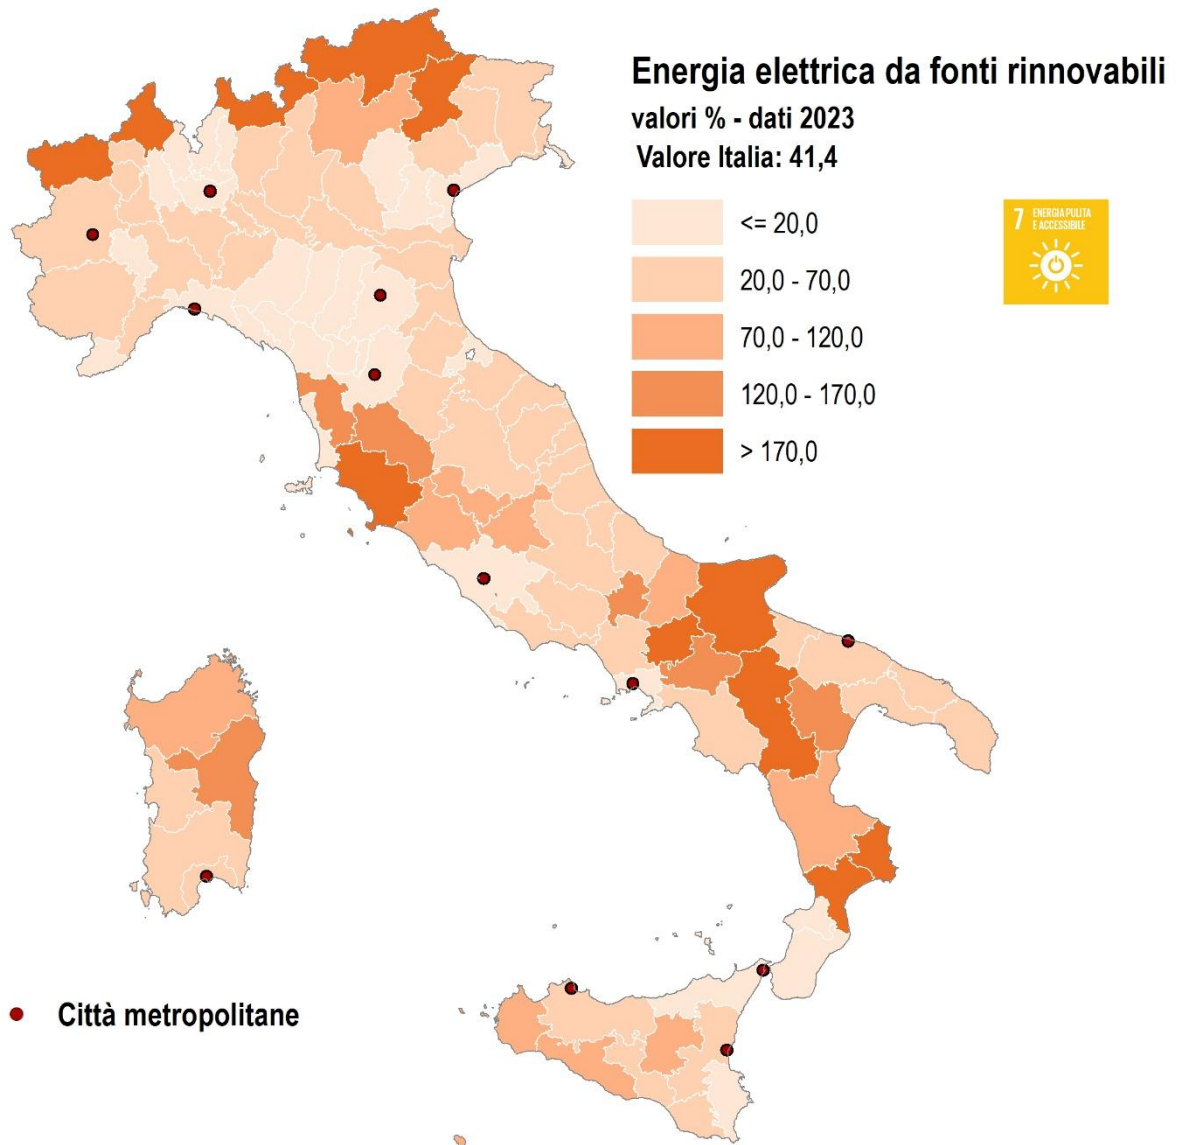 Energia elettrica da fonti rinnovabili
valori % - dati 2023
Valore Italia: 41,4
<= 20,0
20,0 - 70,0
70,0 - 120,0
120,0 - 170,0
> 170,0
7 ENERGIA PULITA
E ACCESSIBILE
Città metropolitane